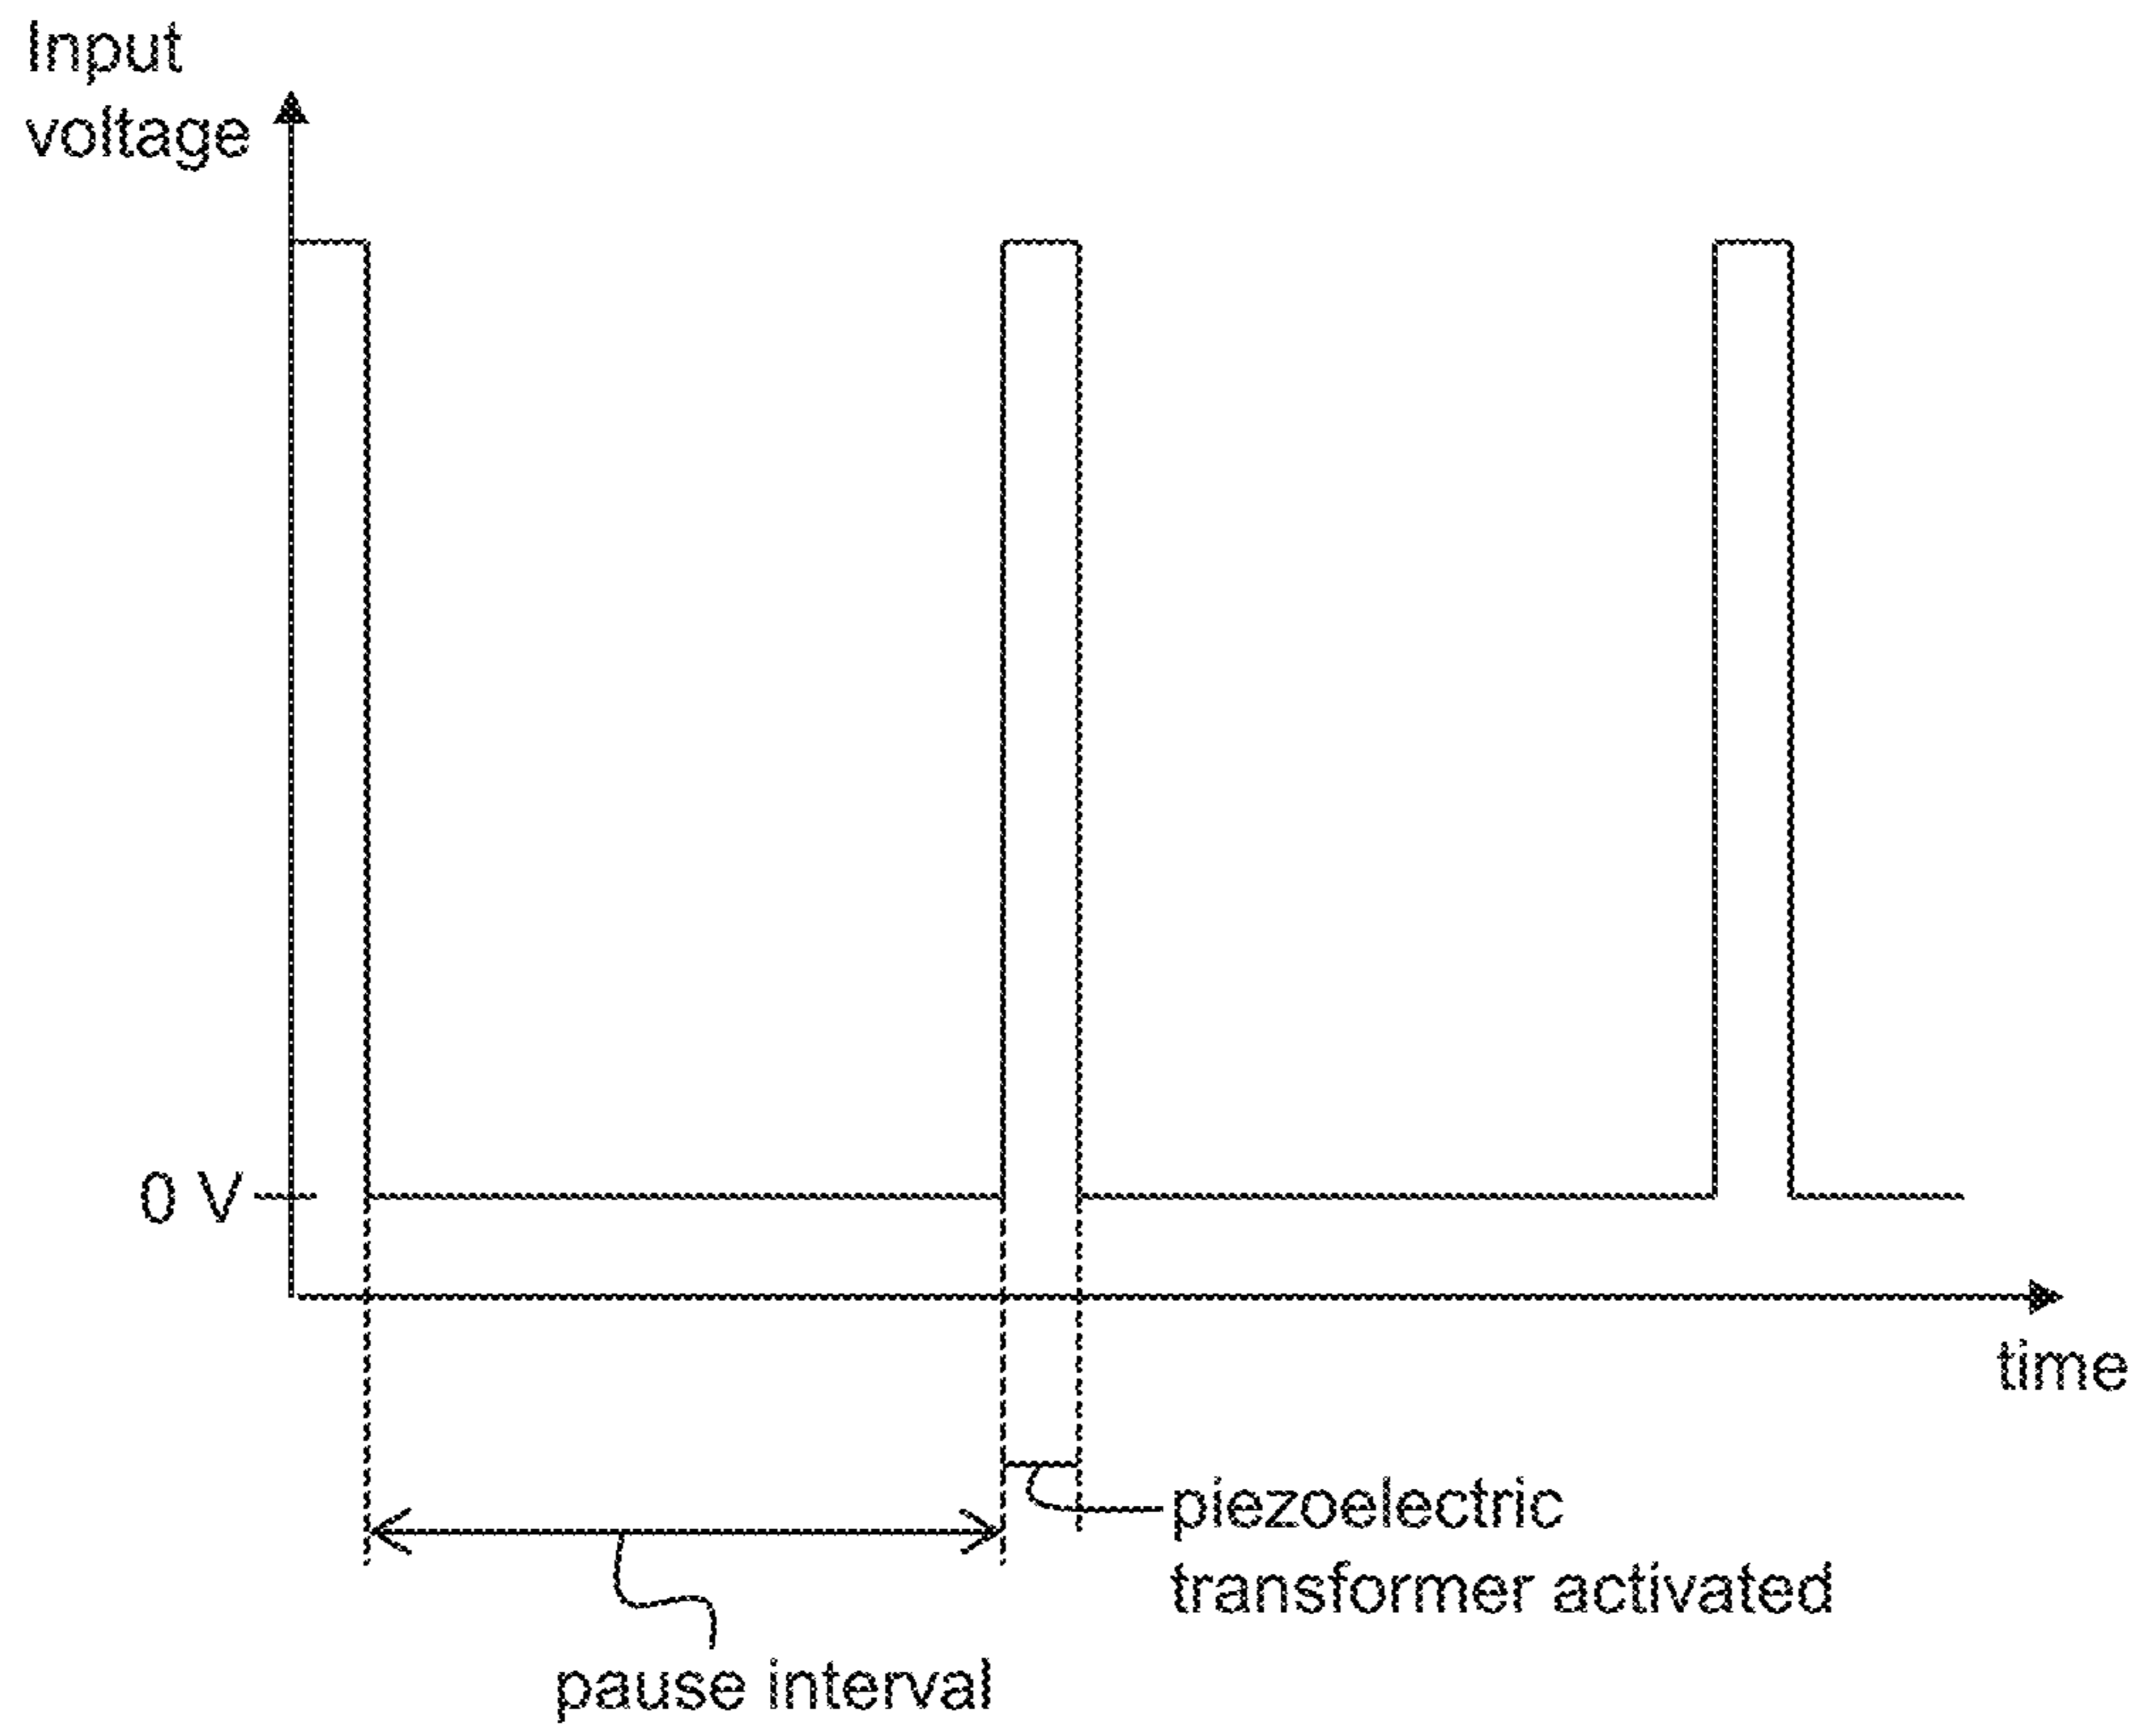 Input
voltage
0 V
time
piezoelectric
transformer activated
pause interval